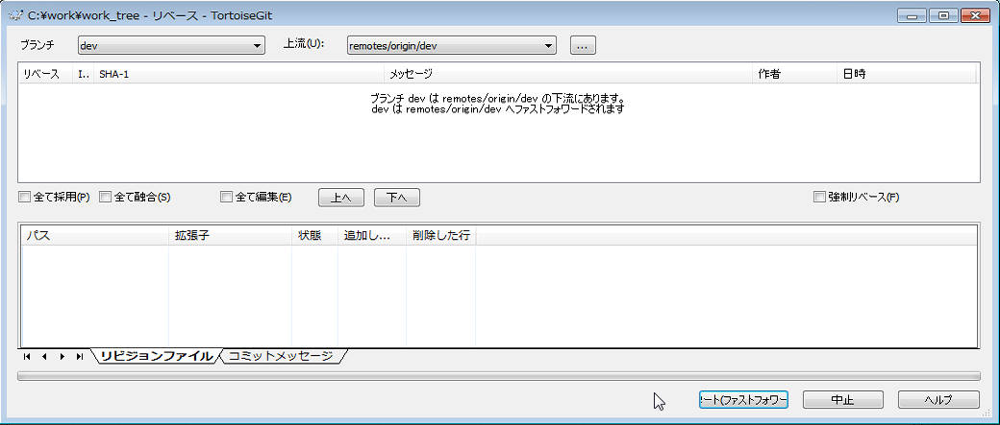 C:¥work¥work_tree - リベース - TortoiseGit
ブランチ dev 上流(U): remotes/origin/dev ...
リベース I.. SHA-1 メッセージ 作者 日時
ブランチ dev は remotes/origin/dev の下流にあります。
dev は remotes/origin/dev へファストフォワードされます
全て採用(P) 全て融合(S) 全て編集(E) 上へ 下へ 強制リベース(F)
パス 拡張子 状態 追加し... 削除した行
リビジョンファイル コミットメッセージ
ート(ファストフォワー 中止 ヘルプ